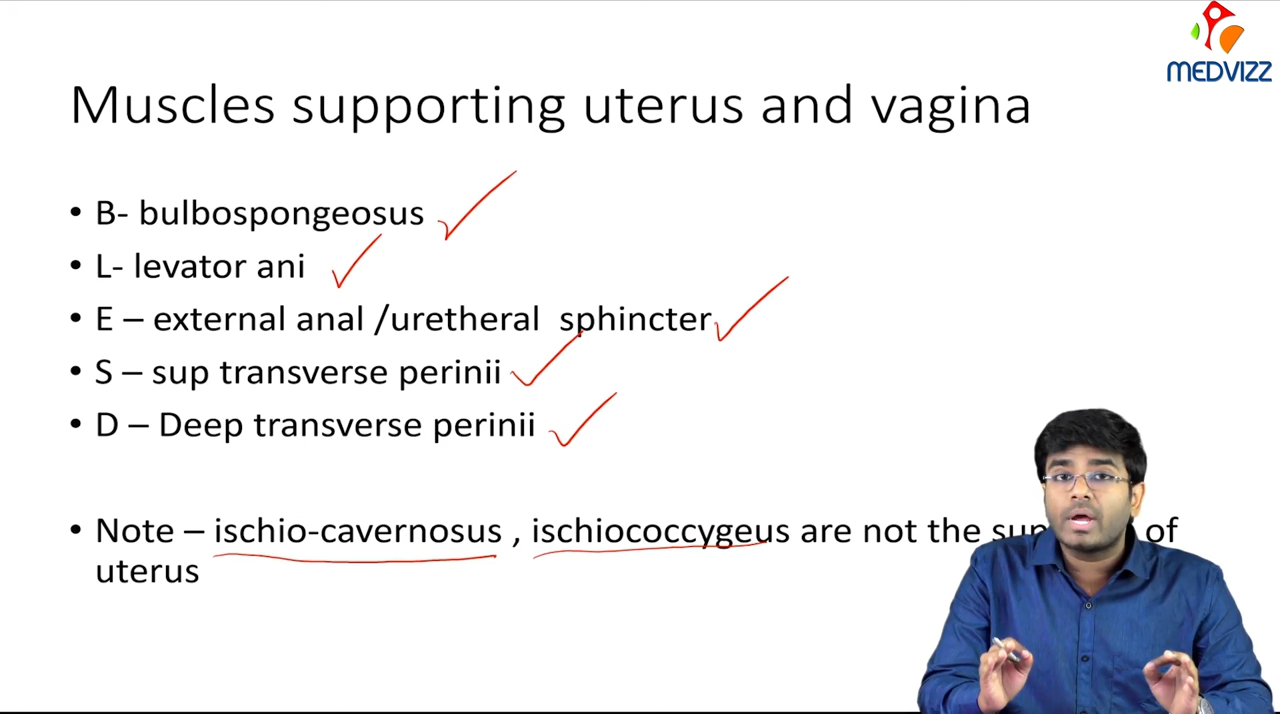 MEDVIZZ
Muscles supporting uterus and vagina
• B- bulbospongeosus
• L- levator ani
• E – external anal /uretheral sphincter
• S – sup transverse perinii
• D – Deep transverse perinii
• Note – ischio-cavernosus , ischiococcygeus are not the of
uterus